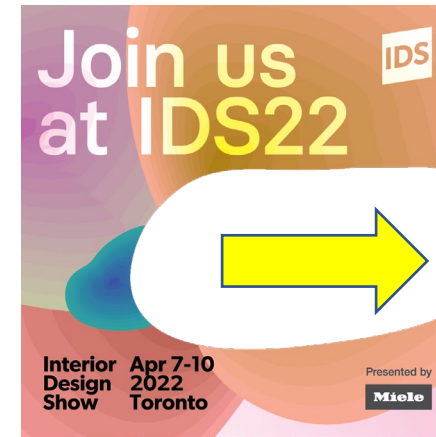 Join us
at IDS22
IDS
Interior Apr 7-10
Design 2022
Show Toronto
Presented by
Miele